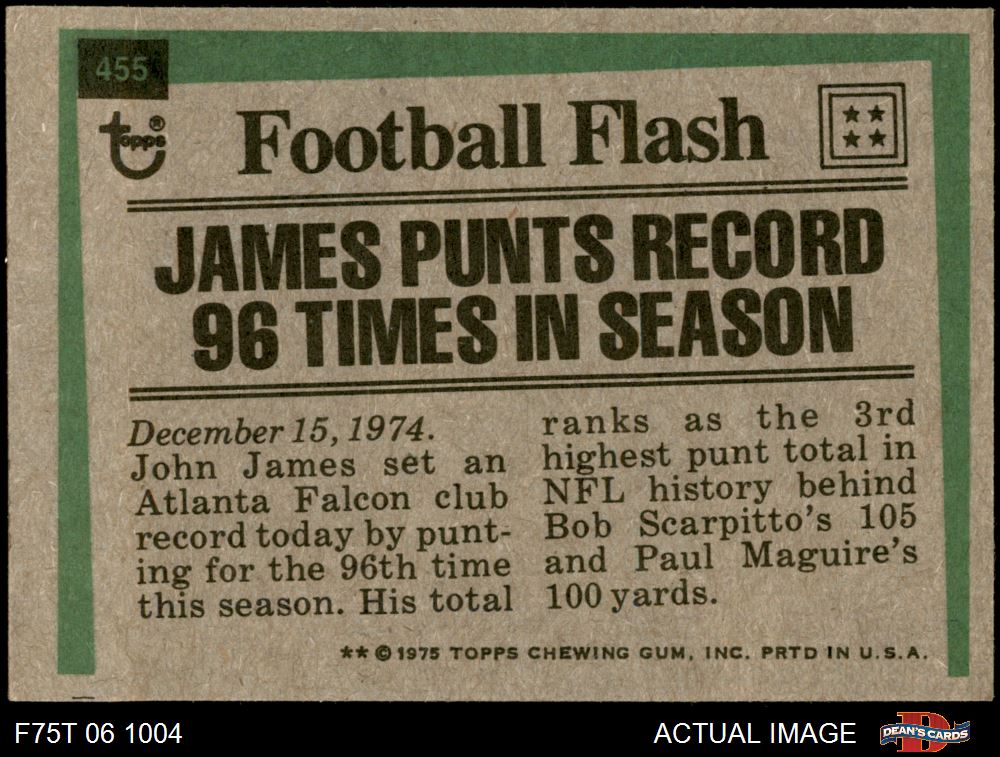 455
topps®
Football Flash
JAMES PUNTS RECORD
96 TIMES IN SEASON
December 15, 1974.
John James set an
Atlanta Falcon club
record today by punt-
ing for the 96th time
this season. His total
ranks as the 3rd
highest punt total in
NFL history behind
Bob Scarpitto's 105
and Paul Maguire's
100 yards.
** © 1975 TOPPS CHEWING GUM, INC. PRTD IN U.S.A.
F75T 06 1004
ACTUAL IMAGE
DEAN'S CARDS